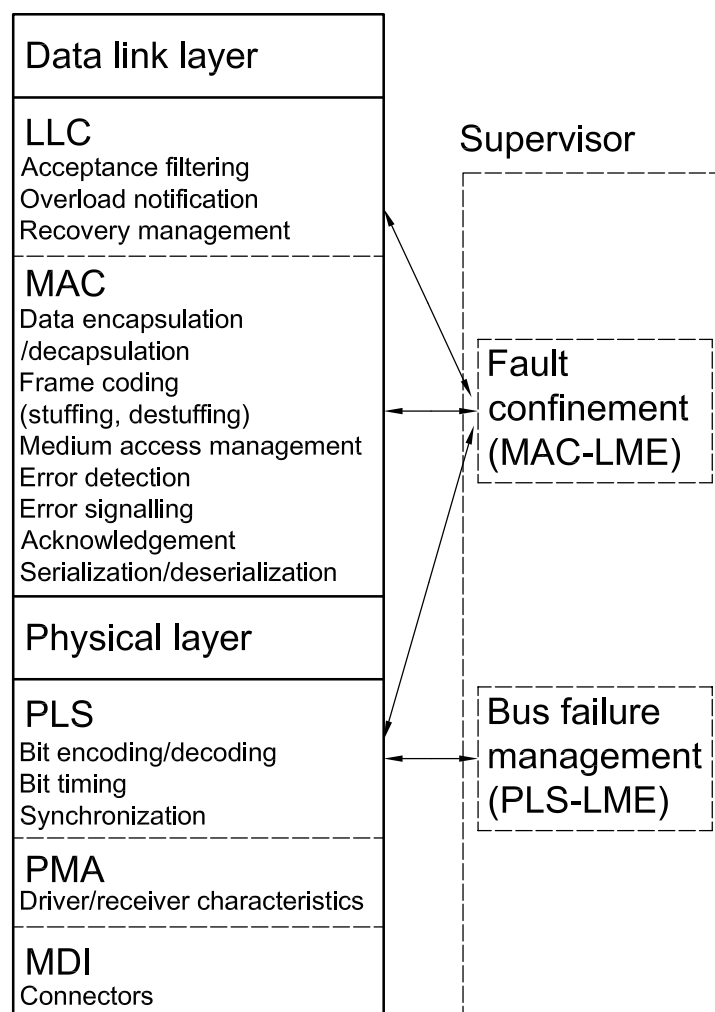 Data link layer
LLC
Acceptance filtering
Overload notification
Recovery management
MAC
Data encapsulation
/decapsulation
Frame coding
(stuffing, destuffing)
Medium access management
Error detection
Error signalling
Acknowledgement
Serialization/deserialization
Physical layer
PLS
Bit encoding/decoding
Bit timing
Synchronization
PMA
Driver/receiver characteristics
MDI
Connectors
Supervisor
Fault
confinement
(MAC-LME)
Bus failure
management
(PLS-LME)